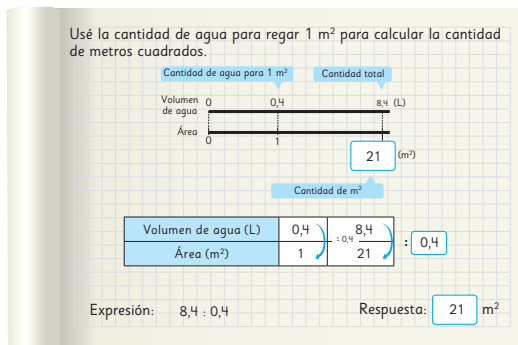 Usé la cantidad de agua para regar 1 m² para calcular la cantidad
de metros cuadrados.
Cantidad de agua para 1 m² Cantidad total
Volumen de agua 0 0,4 8,4 (L)
Área 0 1 21 (m²)
Cantidad de m²
Volumen de agua (L) 0,4 : 0,4 8,4
Área (m²) 1 21
: 0,4
Expresión: 8,4 : 0,4 Respuesta: 21 m²